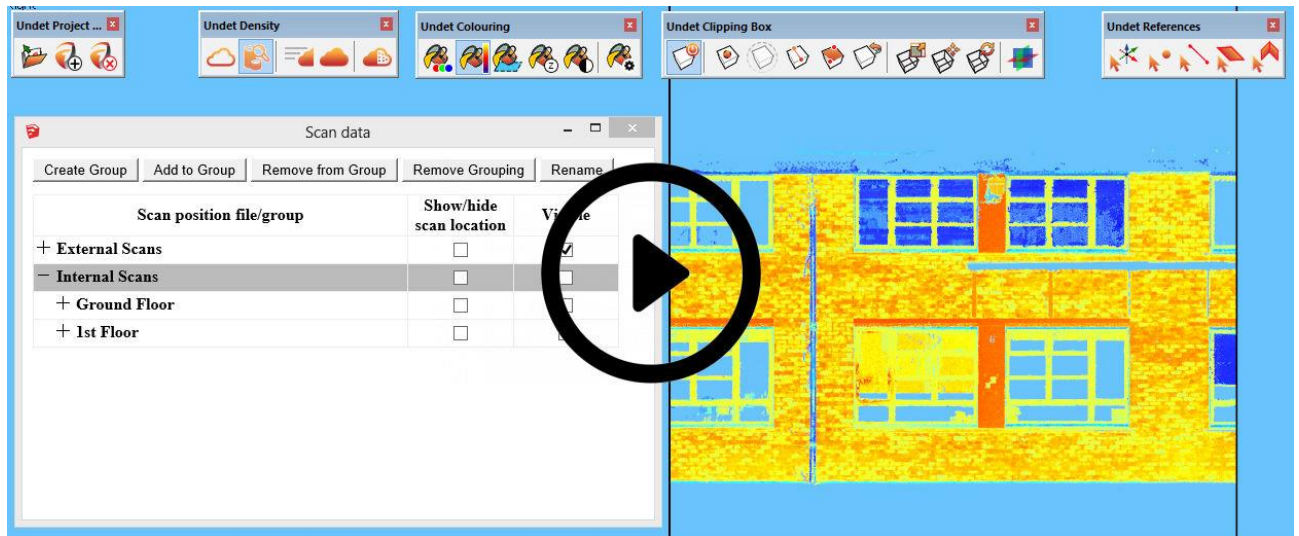 Undet Project ...
Undet Density
Undet Colouring
Undet Clipping Box
Undet References
Scan data
Create Group
Add to Group
Remove from Group
Remove Grouping
Rename
Scan position file/group
Show/hide
scan location
+ External Scans
− Internal Scans
+ Ground Floor
+ 1st Floor